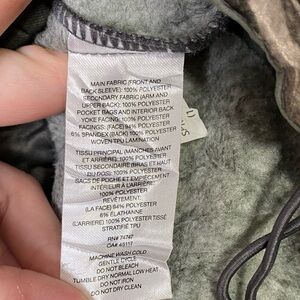 MAIN FABRIC (FRONT AND
BACK SLEEVE): 100% POLYESTER
SECONDARY FABRIC (ARM AND
UPPER BACK): 100% POLYESTER
POCKET BAGS AND INTERIOR BACK
YOKE FACING: 100% POLYESTER
FACINGS: (FACE) 94% POLYESTER
6% SPANDEX (BACK) 100% POLYESTER
WOVEN TPU LAMINATION
TISSU PRINCIPAL (MANCHES AVANT
ET ARRIÈRE): 100% POLYESTER
TISSU SECONDAIRE (BRAS ET HAUT
DU DOS): 100% POLYESTER
SACS DE POCHE ET EMPIÈCEMENT
INTÉRIEUR À L'ARRIÈRE:
100% POLYESTER
REVÊTEMENT:
(LA FACE) 94% POLYESTER
6% ÉLATHANNE
(L'ARRIERE) 100% POLYESTER TISSÉ
STRATIFIÉ TPU
RN# 74747
CA# 45117
MACHINE WASH COLD
GENTLE CYCLE
DO NOT BLEACH
TUMBLE DRY NORMAL LOW HEAT
DO NOT IRON
DO NOT DRY CLEAN